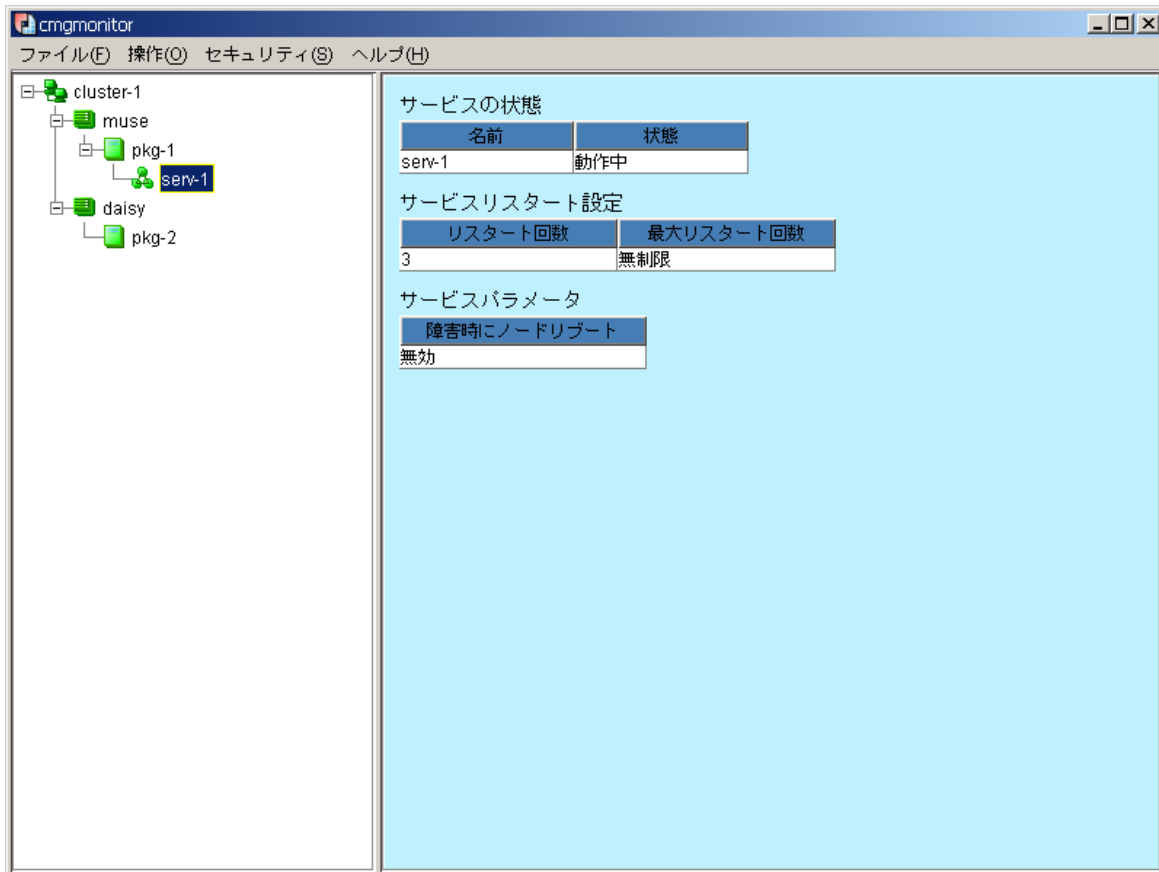 cmgmonitor
ファイル(F) 操作(O) セキュリティ(S) ヘルプ(H)
cluster-1
muse
pkg-1
serv-1
daisy
pkg-2
サービスの状態
名前 状態
serv-1 動作中
サービスリスタート設定
リスタート回数 最大リスタート回数
3 無制限
サービスパラメータ
障害時にノードリブート
無効